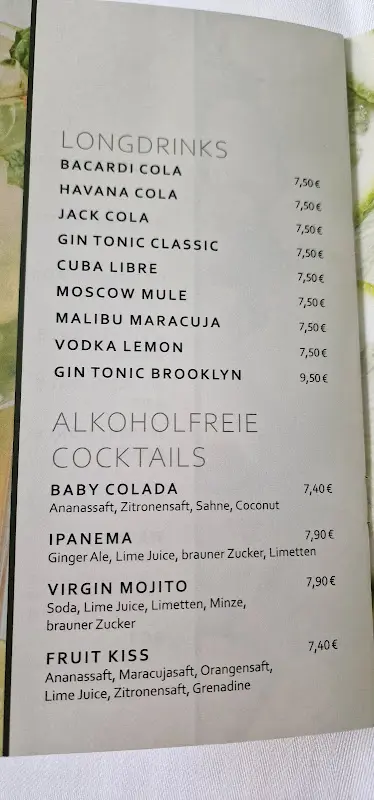 LONGDRINKS
BACARDI COLA 7,50 €
HAVANA COLA 7,50 €
JACK COLA 7,50 €
GIN TONIC CLASSIC 7,50 €
CUBA LIBRE 7,50 €
MOSCOW MULE 7,50 €
MALIBU MARACUJA 7,50 €
VODKA LEMON 7,50 €
GIN TONIC BROOKLYN 9,50 €
ALKOHOLFREIE
COCKTAILS
BABY COLADA 7,40 €
Ananassaft, Zitronensaft, Sahne, Coconut
IPANEMA 7,90 €
Ginger Ale, Lime Juice, brauner Zucker, Limetten
VIRGIN MOJITO 7,90 €
Soda, Lime Juice, Limetten, Minze,
brauner Zucker
FRUIT KISS 7,40 €
Ananassaft, Maracujasaft, Orangensaft,
Lime Juice, Zitronensaft, Grenadine